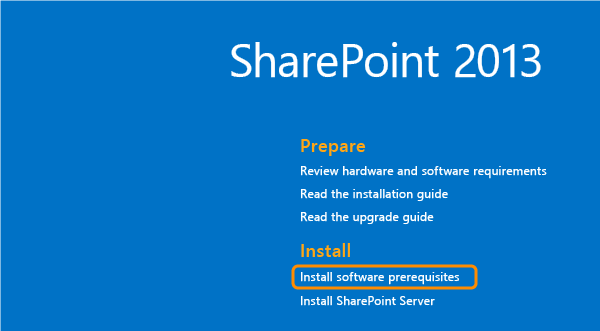 SharePoint 2013
Prepare
Review hardware and software requirements
Read the installation guide
Read the upgrade guide
Install
Install software prerequisites
Install SharePoint Server